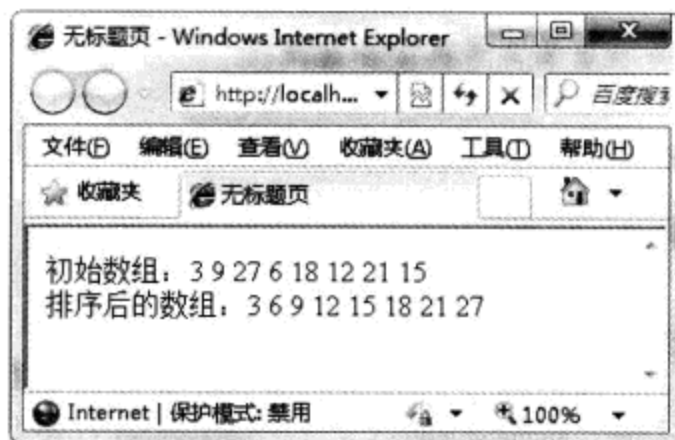 无标题页 - Windows Internet Explorer
http://localh...
百度搜
文件(F) 编辑(E) 查看(V) 收藏夹(A) 工具(T) 帮助(H)
收藏夹 无标题页
初始数组：3 9 27 6 18 12 21 15
排序后的数组：3 6 9 12 15 18 21 27
Internet | 保护模式: 禁用 100%